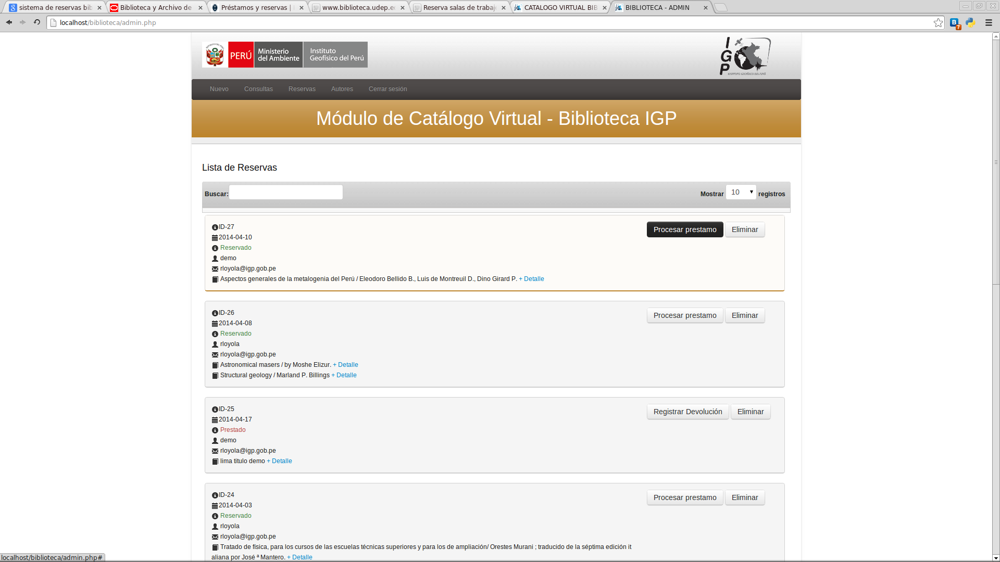 sistema de reservas bib
Biblioteca y Archivo de
Préstamos y reservas |
www.biblioteca.udep.ed
Reserva salas de trabaj
CATALOGO VIRTUAL BIB
BIBLIOTECA - ADMIN
localhost/biblioteca/admin.php
PERÚ
Ministerio
del Ambiente
Instituto
Geofísico del Perú
IGP
INSTITUTO GEOFÍSICO DEL PERÚ
Nuevo
Consultas
Reservas
Autores
Cerrar sesión
Módulo de Catálogo Virtual - Biblioteca IGP
Lista de Reservas
Buscar:
Mostrar 10 registros
ID-27
Procesar prestamo
Eliminar
2014-04-10
Reservado
demo
rloyola@igp.gob.pe
Aspectos generales de la metalogenia del Perú / Eleodoro Bellido B., Luis de Montreuil D., Dino Girard P. + Detalle
ID-26
Procesar prestamo
Eliminar
2014-04-08
Reservado
rloyola
rloyola@igp.gob.pe
Astronomical masers / by Moshe Elizur. + Detalle
Structural geology / Marland P. Billings + Detalle
ID-25
Registrar Devolución
Eliminar
2014-04-17
Prestado
demo
rloyola@igp.gob.pe
lima titulo demo + Detalle
ID-24
Procesar prestamo
Eliminar
2014-04-03
Reservado
rloyola
rloyola@igp.gob.pe
Tratado de física, para los cursos de las escuelas técnicas superiores y para los de ampliación/ Orestes Murani ; traducido de la séptima edición it
aliana por José ª Mantero. + Detalle
localhost/biblioteca/admin.php#